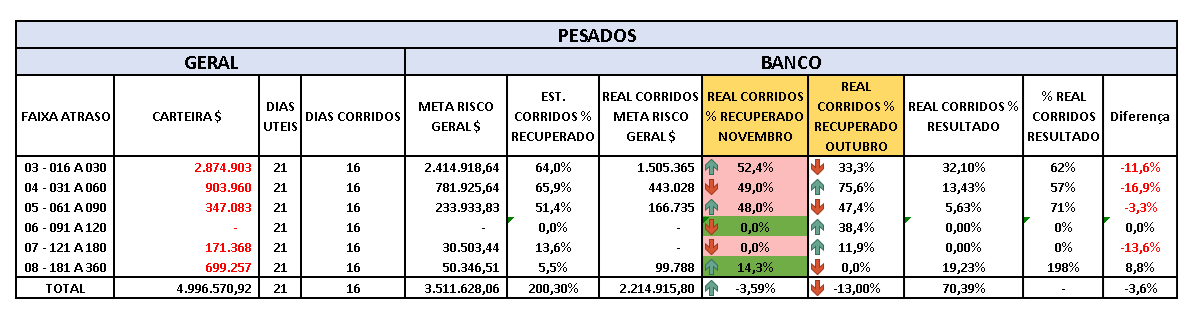 PESADOS
GERAL BANCO
FAIXA ATRASO CARTEIRA $ DIAS UTEIS DIAS CORRIDOS META RISCO GERAL $ EST. CORRIDOS % RECUPERADO REAL CORRIDOS META RISCO GERAL $ REAL CORRIDOS % RECUPERADO NOVEMBRO REAL CORRIDOS % RECUPERADO OUTUBRO REAL CORRIDOS % RESULTADO % REAL CORRIDOS RESULTADO Diferença
03 - 016 A 030 2.874.903 21 16 2.414.918,64 64,0% 1.505.365 52,4% 33,3% 32,10% 62% -11,6%
04 - 031 A 060 903.960 21 16 781.925,64 65,9% 443.028 49,0% 75,6% 13,43% 57% -16,9%
05 - 061 A 090 347.083 21 16 233.933,83 51,4% 166.735 48,0% 47,4% 5,63% 71% -3,3%
06 - 091 A 120 - 21 16 - 0,0% - 0,0% 38,4% 0,00% 0% 0,0%
07 - 121 A 180 171.368 21 16 30.503,44 13,6% - 0,0% 11,9% 0,00% 0% -13,6%
08 - 181 A 360 699.257 21 16 50.346,51 5,5% 99.788 14,3% 0,0% 19,23% 198% 8,8%
TOTAL 4.996.570,92 21 16 3.511.628,06 200,30% 2.214.915,80 -3,59% -13,00% 70,39% - -3,6%